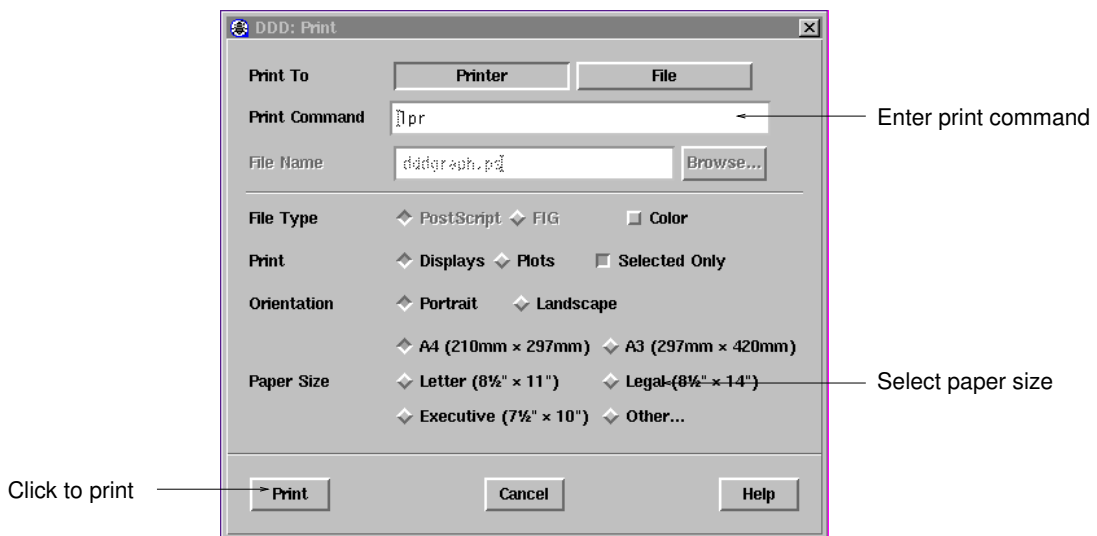 DDD: Print
Print To Printer File
Print Command lpr Enter print command
File Name dddgraph.ps Browse...
File Type PostScript FIG Color
Print Displays Plots Selected Only
Orientation Portrait Landscape
A4 (210mm × 297mm) A3 (297mm × 420mm)
Paper Size Letter (8½" × 11") Legal (8½" × 14") Select paper size
Executive (7½" × 10") Other...
Click to print Print Cancel Help